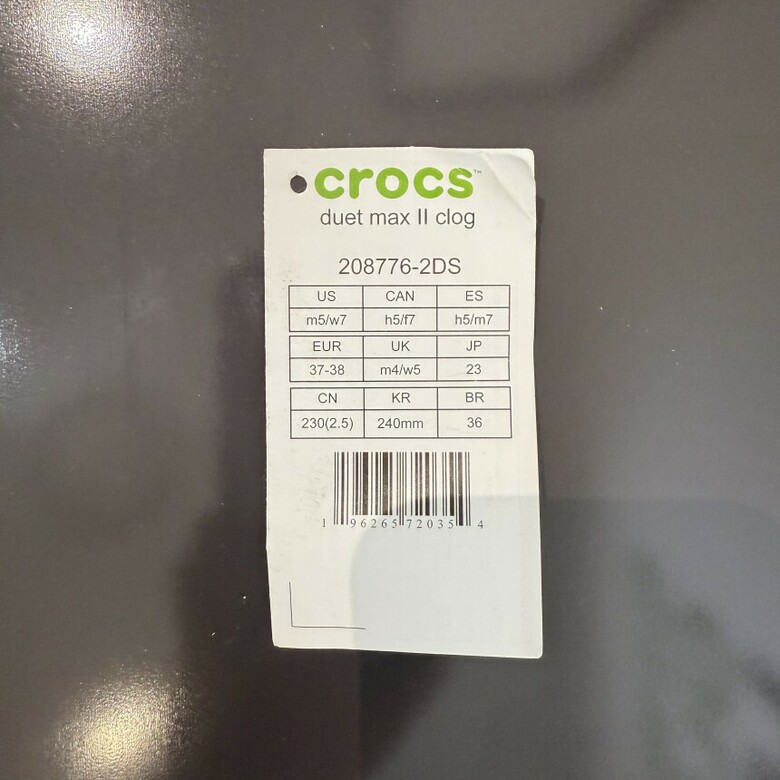 crocs™
duet max II clog
208776-2DS
US CAN ES
m5/w7 h5/f7 h5/m7
EUR UK JP
37-38 m4/w5 23
CN KR BR
230(2.5) 240mm 36
1 96265 72035 4